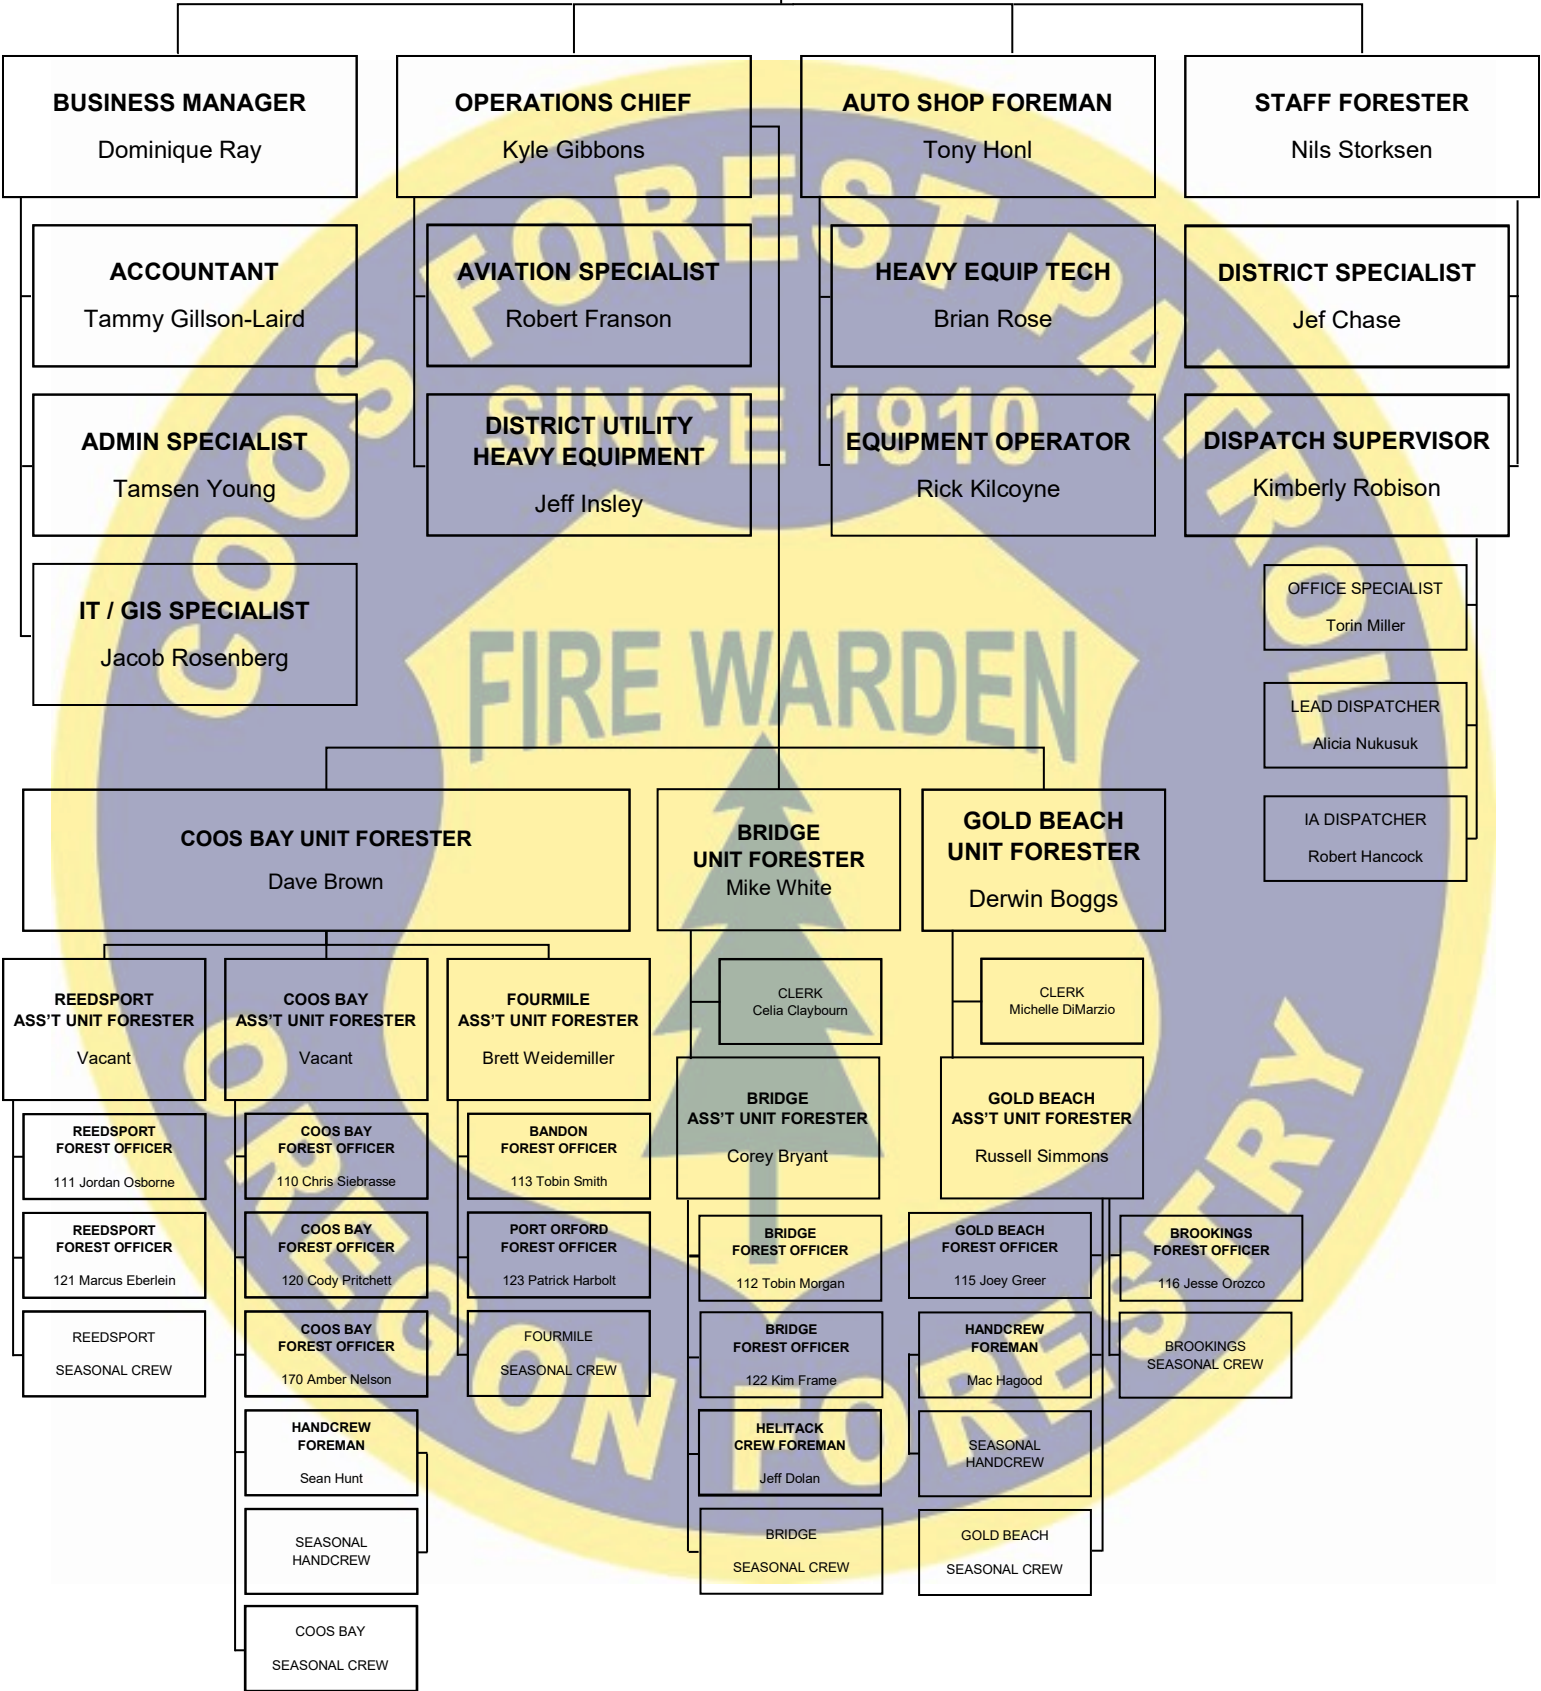 BUSINESS MANAGER
Dominique Ray
OPERATIONS CHIEF
Kyle Gibbons
AUTO SHOP FOREMAN
Tony Honl
STAFF FORESTER
Nils Storksen
ACCOUNTANT
Tammy Gillson-Laird
AVIATION SPECIALIST
Robert Franson
HEAVY EQUIP TECH
Brian Rose
DISTRICT SPECIALIST
Jef Chase
ADMIN SPECIALIST
Tamsen Young
DISTRICT UTILITY
HEAVY EQUIPMENT
Jeff Insley
EQUIPMENT OPERATOR
Rick Kilcoyne
DISPATCH SUPERVISOR
Kimberly Robison
IT / GIS SPECIALIST
Jacob Rosenberg
OFFICE SPECIALIST
Torin Miller
LEAD DISPATCHER
Alicia Nukusuk
IA DISPATCHER
Robert Hancock
COOS FOREST PATROL
SINCE 1910
FIRE WARDEN
OREGON FORESTRY
COOS BAY UNIT FORESTER
Dave Brown
BRIDGE
UNIT FORESTER
Mike White
GOLD BEACH
UNIT FORESTER
Derwin Boggs
REEDSPORT
ASS’T UNIT FORESTER
Vacant
COOS BAY
ASS’T UNIT FORESTER
Vacant
FOURMILE
ASS’T UNIT FORESTER
Brett Weidemiller
CLERK
Celia Claybourn
CLERK
Michelle DiMarzio
BRIDGE
ASS’T UNIT FORESTER
Corey Bryant
GOLD BEACH
ASS’T UNIT FORESTER
Russell Simmons
REEDSPORT
FOREST OFFICER
111 Jordan Osborne
COOS BAY
FOREST OFFICER
110 Chris Siebrasse
BANDON
FOREST OFFICER
113 Tobin Smith
REEDSPORT
FOREST OFFICER
121 Marcus Eberlein
COOS BAY
FOREST OFFICER
120 Cody Pritchett
PORT ORFORD
FOREST OFFICER
123 Patrick Harbolt
BRIDGE
FOREST OFFICER
112 Tobin Morgan
GOLD BEACH
FOREST OFFICER
115 Joey Greer
BROOKINGS
FOREST OFFICER
116 Jesse Orozco
REEDSPORT
SEASONAL CREW
COOS BAY
FOREST OFFICER
170 Amber Nelson
FOURMILE
SEASONAL CREW
BRIDGE
FOREST OFFICER
122 Kim Frame
HANDCREW
FOREMAN
Mac Hagood
BROOKINGS
SEASONAL CREW
HANDCREW
FOREMAN
Sean Hunt
HELITACK
CREW FOREMAN
Jeff Dolan
SEASONAL
HANDCREW
SEASONAL
HANDCREW
BRIDGE
SEASONAL CREW
GOLD BEACH
SEASONAL CREW
COOS BAY
SEASONAL CREW